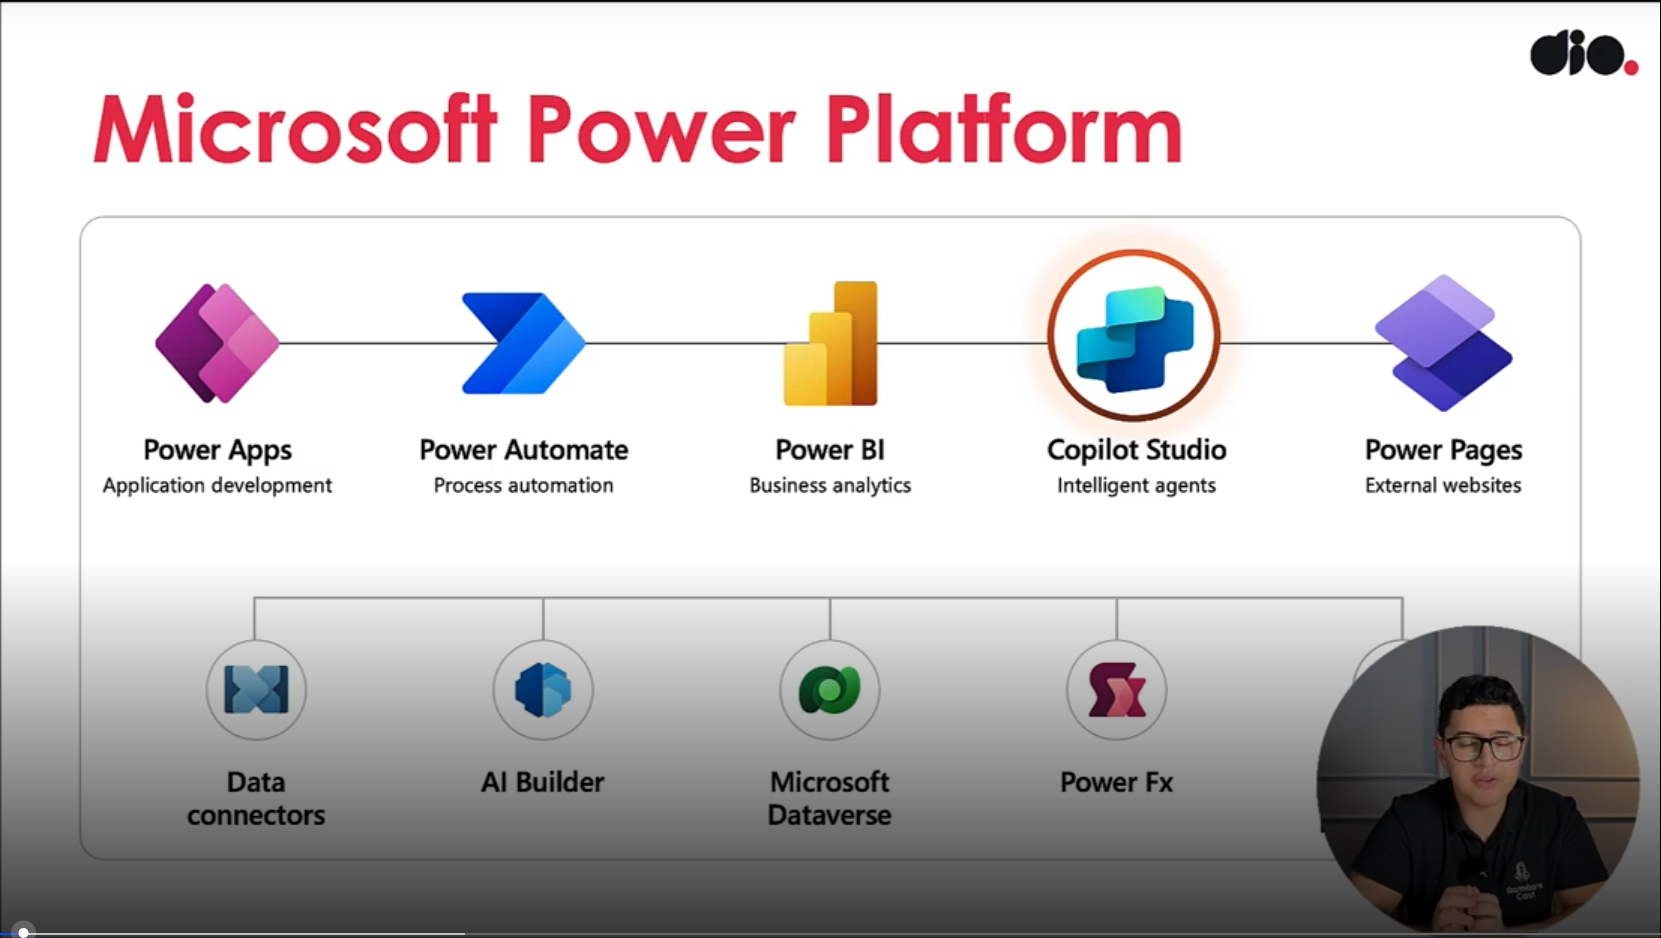 dio.
Microsoft Power Platform
Power Apps
Application development
Power Automate
Process automation
Power BI
Business analytics
Copilot Studio
Intelligent agents
Power Pages
External websites
Data
connectors
AI Builder
Microsoft
Dataverse
Power Fx
Cast